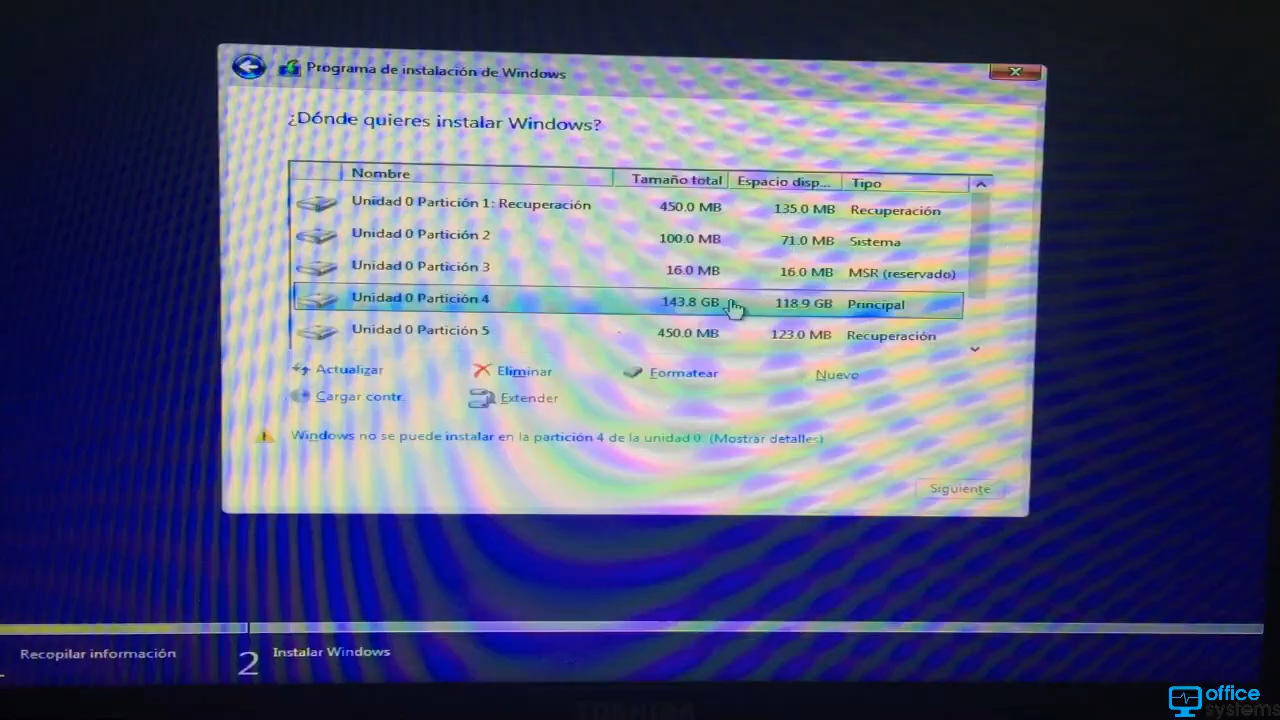 Programa de instalación de Windows
¿Dónde quieres instalar Windows?
Nombre Tamaño total Espacio disp... Tipo
Unidad 0 Partición 1: Recuperación 450.0 MB 135.0 MB Recuperación
Unidad 0 Partición 2 100.0 MB 71.0 MB Sistema
Unidad 0 Partición 3 16.0 MB 16.0 MB MSR (reservado)
Unidad 0 Partición 4 143.8 GB 118.9 GB Principal
Unidad 0 Partición 5 450.0 MB 123.0 MB Recuperación
Actualizar Eliminar Formatear Nuevo
Cargar contr. Extender
Windows no se puede instalar en la partición 4 de la unidad 0. (Mostrar detalles)
Siguiente
Recopilar información 2 Instalar Windows
TOSHIBA
office
systems